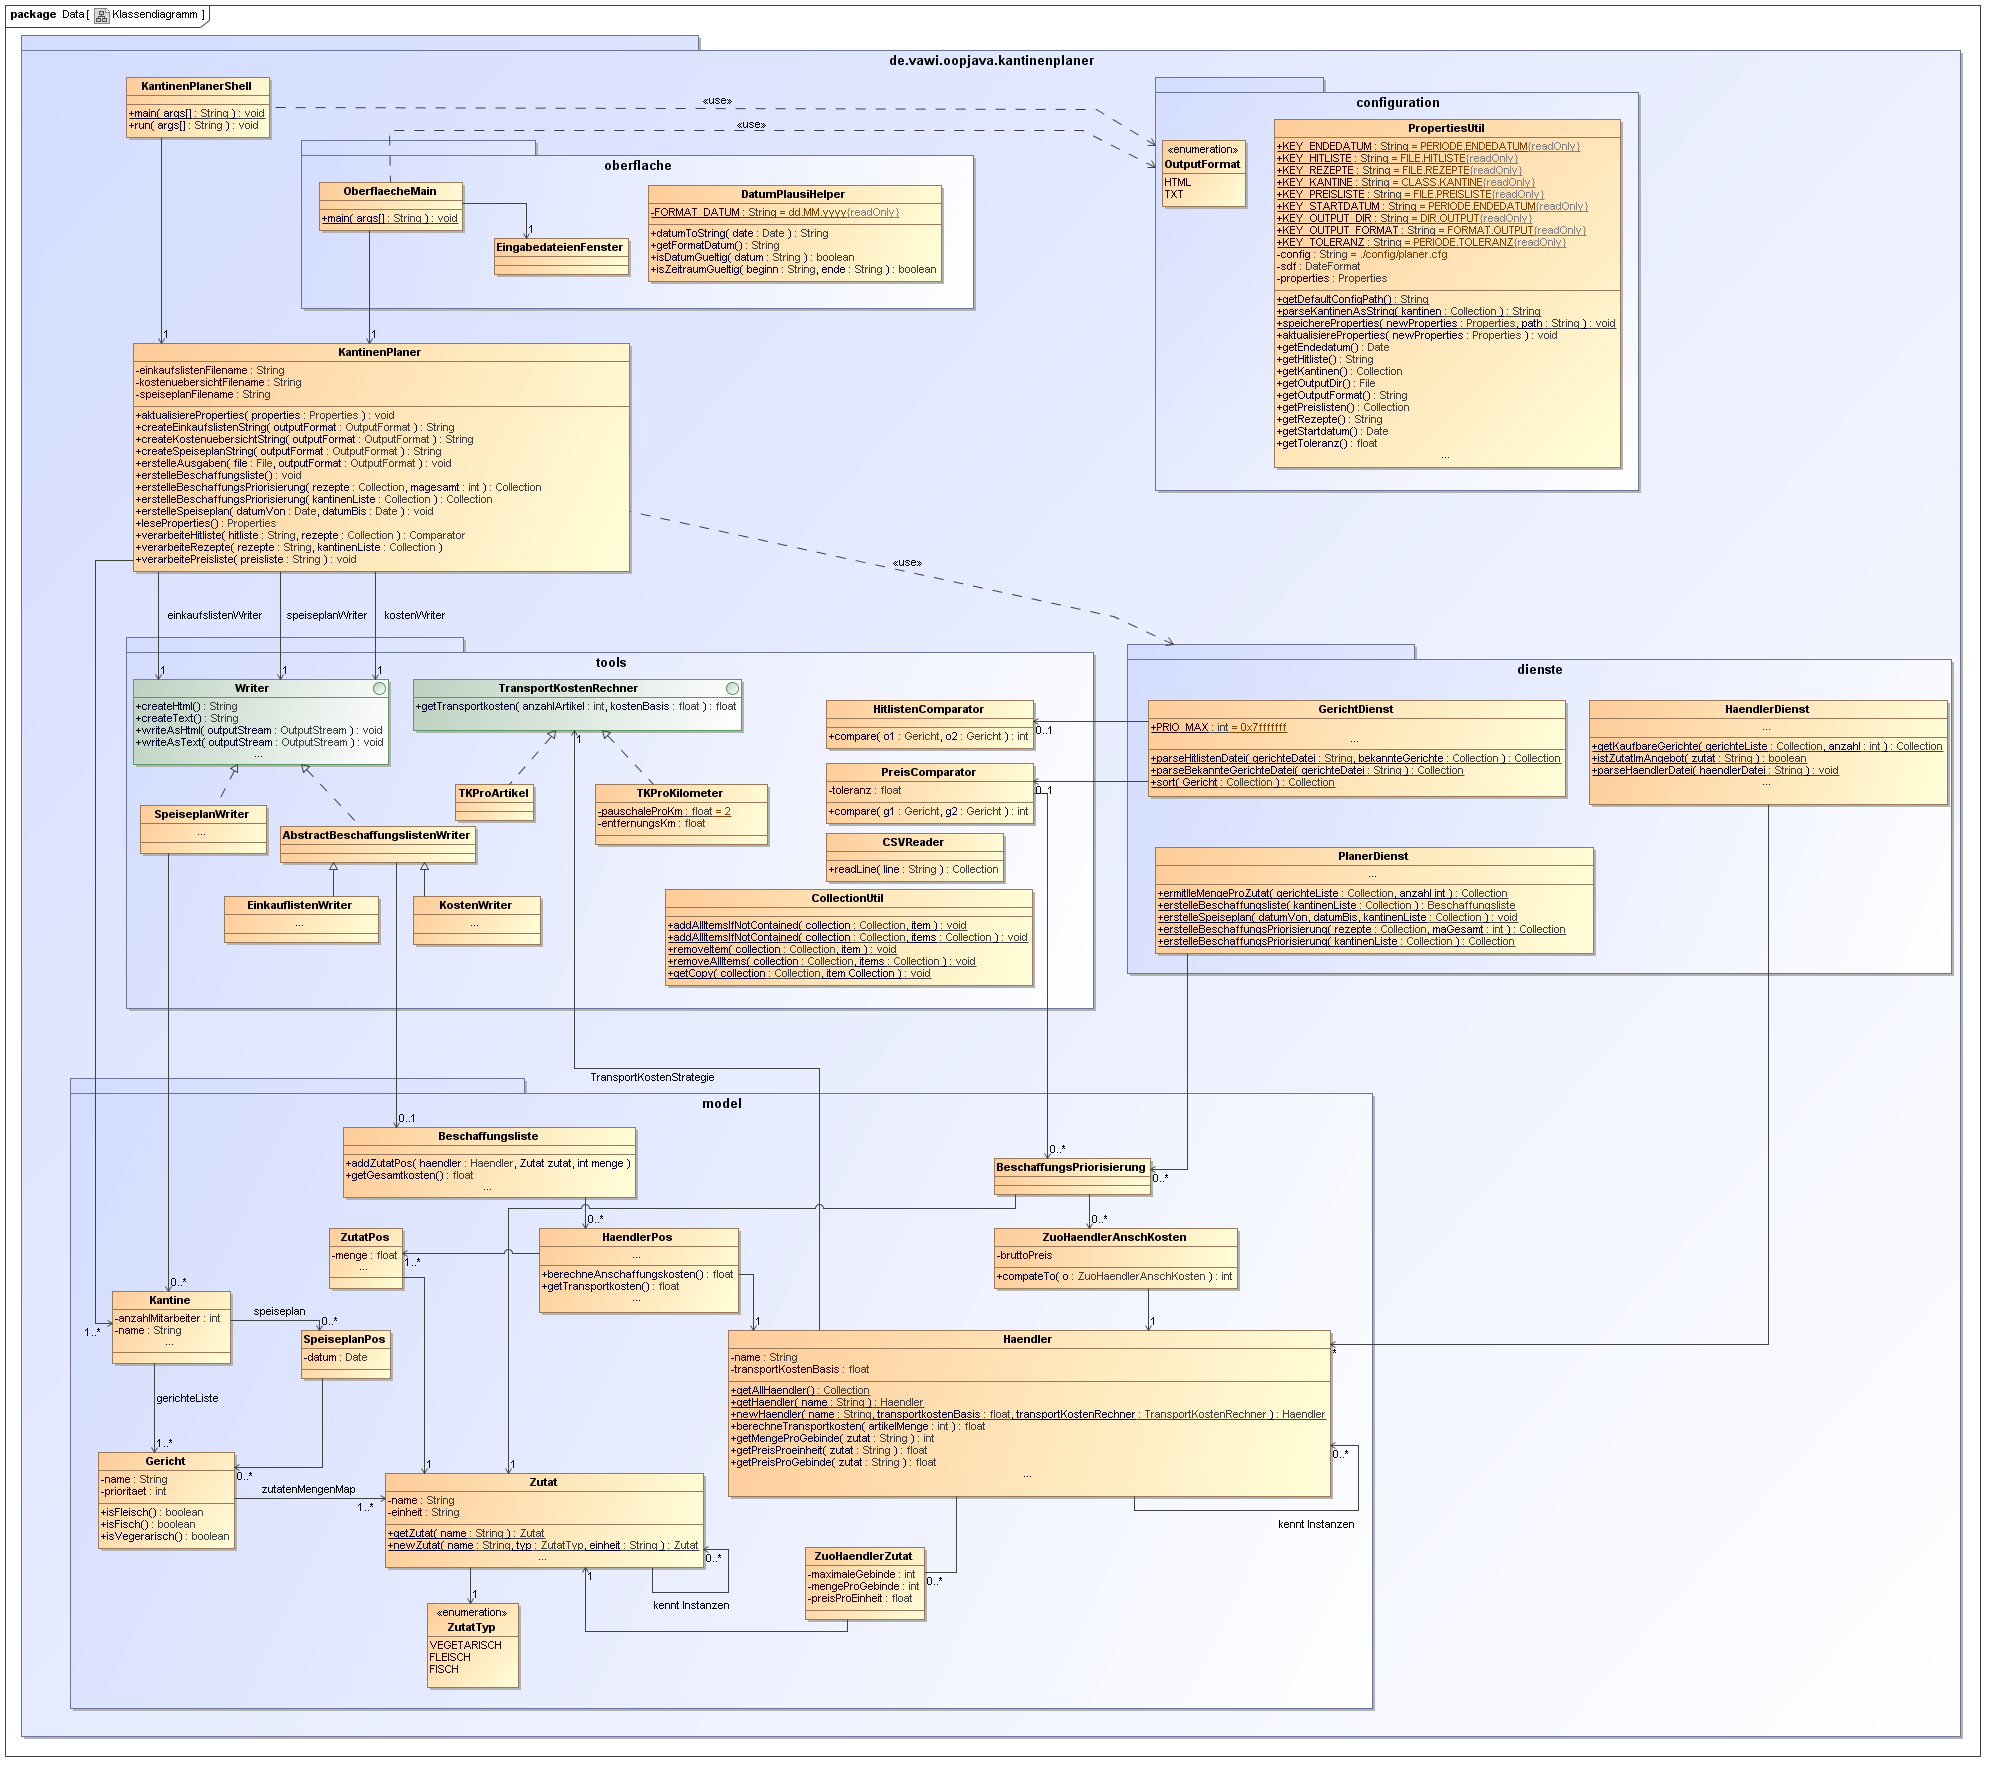 package Data [ Klassendiagramm ]
de.vawi.oopjava.kantinenplaner
KantinenPlanerShell
+main( args[] : String ) : void
+run( args[] : String ) : void
«use»
«use»
oberflache
OberflaecheMain
+main( args[] : String ) : void
1
EingabedateienFenster
DatumPlausiHelper
-FORMAT_DATUM : String = dd.MM.yyyy{readOnly}
+datumToString( date : Date ) : String
+getFormatDatum() : String
+isDatumGueltig( datum : String ) : boolean
+isZeitraumGueltig( beginn : String, ende : String ) : boolean
configuration
«enumeration»
OutputFormat
HTML
TXT
PropertiesUtil
+KEY_ENDEDATUM : String = PERIODE.ENDEDATUM{readOnly}
+KEY_HITLISTE : String = FILE.HITLISTE{readOnly}
+KEY_REZEPTE : String = FILE.REZEPTE{readOnly}
+KEY_KANTINE : String = CLASS.KANTINE{readOnly}
+KEY_PREISLISTE : String = FILE.PREISLISTE{readOnly}
+KEY_STARTDATUM : String = PERIODE.ENDEDATUM{readOnly}
+KEY_OUTPUT_DIR : String = DIR.OUTPUT{readOnly}
+KEY_OUTPUT_FORMAT : String = FORMAT.OUTPUT{readOnly}
+KEY_TOLERANZ : String = PERIODE.TOLERANZ{readOnly}
-config : String = ./config/planer.cfg
-sdf : DateFormat
-properties : Properties
+getDefaultConfigPath() : String
+parseKantinenAsString( kantinen : Collection ) : String
+speichereProperties( newProperties : Properties, path : String ) : void
+aktualisiereProperties( newProperties : Properties ) : void
+getEndedatum() : Date
+getHitliste() : String
+getKantinen() : Collection
+getOutputDir() : File
+getOutputFormat() : String
+getPreislisten() : Collection
+getRezepte() : String
+getStartdatum() : Date
+getToleranz() : float
...
1
1
KantinenPlaner
-einkaufslistenFilename : String
-kostenuebersichtFilename : String
-speiseplanFilename : String
+aktualisiereProperties( properties : Properties ) : void
+createEinkaufslistenString( outputFormat : OutputFormat ) : String
+createKostenuebersichtString( outputFormat : OutputFormat ) : String
+createSpeiseplanString( outputFormat : OutputFormat ) : String
+erstelleAusgaben( file : File, outputFormat : OutputFormat ) : void
+erstelleBeschaffungsliste() : void
+erstelleBeschaffungsPriorisierung( rezepte : Collection, magesamt : int ) : Collection
+erstelleBeschaffungsPriorisierung( kantinenListe : Collection ) : Collection
+erstelleSpeiseplan( datumVon : Date, datumBis : Date ) : void
+leseProperties() : Properties
+verarbeiteHitliste( hitliste : String, rezepte : Collection ) : Comparator
+verarbeiteRezepte( rezepte : String, kantinenListe : Collection )
+verarbeitePreisliste( preisliste : String ) : void
«use»
einkaufslistenWriter
speiseplanWriter
kostenWriter
1
1
1
tools
Writer
+createHtml() : String
+createText() : String
+writeAsHtml( outputStream : OutputStream ) : void
+writeAsText( outputStream : OutputStream ) : void
...
TransportKostenRechner
+getTransportkosten( anzahlArtikel : int, kostenBasis : float ) : float
1
HitlistenComparator
+compare( o1 : Gericht, o2 : Gericht ) : int
0..1
PreisComparator
-toleranz : float
+compare( g1 : Gericht, g2 : Gericht ) : int
0..1
SpeiseplanWriter
...
AbstractBeschaffungslistenWriter
TKProArtikel
TKProKilometer
-pauschaleProKm : float = 2
-entfernungsKm : float
CSVReader
+readLine( line : String ) : Collection
EinkauflistenWriter
...
KostenWriter
...
CollectionUtil
+addAllItemsIfNotContained( collection : Collection, item ) : void
+addAllItemsIfNotContained( collection : Collection, items : Collection ) : void
+removeItem( collection : Collection, item ) : void
+removeAllItems( collection : Collection, items : Collection ) : void
+getCopy( collection : Collection, item Collection ) : void
dienste
GerichtDienst
+PRIO_MAX : int = 0x7fffffff
...
+parseHitlistenDatei( gerichteDatei : String, bekannteGerichte : Collection ) : Collection
+parseBekannteGerichteDatei( gerichteDatei : String ) : Collection
+sort( Gericht : Collection ) : Collection
HaendlerDienst
...
+getKaufbareGerichte( gerichteListe : Collection, anzahl : int ) : Collection
+istZutatImAngebot( zutat : String ) : boolean
+parseHaendlerDatei( haendlerDatei : String ) : void
...
PlanerDienst
...
+ermitlleMengeProZutat( gerichteListe : Collection, anzahl int ) : Collection
+erstelleBeschaffungsliste( kantinenListe : Collection ) : Beschaffungsliste
+erstelleSpeiseplan( datumVon, datumBis, kantinenListe : Collection ) : void
+erstelleBeschaffungsPriorisierung( rezepte : Collection, maGesamt : int ) : Collection
+erstelleBeschaffungsPriorisierung( kantinenListe : Collection ) : Collection
TransportKostenStrategie
model
0..1
Beschaffungsliste
+addZutatPos( haendler : Haendler, Zutat zutat, int menge )
+getGesamtkosten() : float
...
0..*
BeschaffungsPriorisierung
0..*
0..*
ZutatPos
-menge : float
...
1..*
HaendlerPos
...
+berechneAnschaffungskosten() : float
+getTransportkosten() : float
...
0..*
ZuoHaendlerAnschKosten
-bruttoPreis
+compateTo( o : ZuoHaendlerAnschKosten ) : int
0..*
Kantine
-anzahlMitarbeiter : int
-name : String
...
1..*
speiseplan
0..*
SpeiseplanPos
-datum : Date
1
1
Haendler
-name : String
-transportKostenBasis : float
+getAllHaendler() : Collection
+getHaendler( name : String ) : Haendler
+newHaendler( name : String, transportkostenBasis : float, transportKostenRechner : TransportKostenRechner ) : Haendler
+berechneTransportkosten( artikelMenge : int ) : float
+getMengeProGebinde( zutat : String ) : int
+getPreisProeinheit( zutat : String ) : float
+getPreisProGebinde( zutat : String ) : float
...
*
0..*
kennt Instanzen
gerichteListe
1..*
Gericht
-name : String
-prioritaet : int
+isFleisch() : boolean
+isFisch() : boolean
+isVegerarisch() : boolean
0..*
zutatenMengenMap
1..*
1
1
Zutat
-name : String
-einheit : String
+getZutat( name : String ) : Zutat
+newZutat( name : String, typ : ZutatTyp, einheit : String ) : Zutat
...
0..*
kennt Instanzen
1
ZuoHaendlerZutat
-maximaleGebinde : int
-mengeProGebinde : int
-preisProEinheit : float
0..*
1
«enumeration»
ZutatTyp
VEGETARISCH
FLEISCH
FISCH